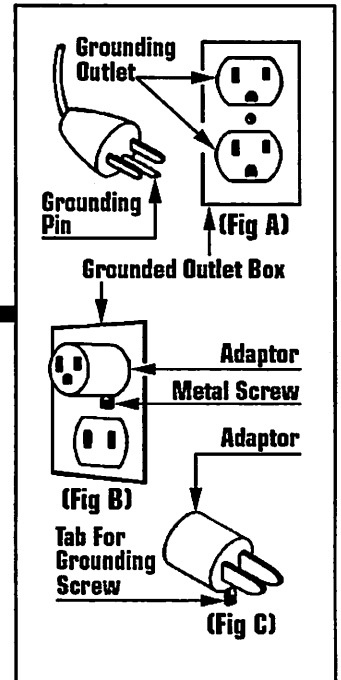 Grounding
Outlet
Grounding
Pin
(Fig A)
Grounded Outlet Box
Adaptor
Metal Screw
Adaptor
(Fig B)
Tab For
Grounding
Screw
(Fig C)